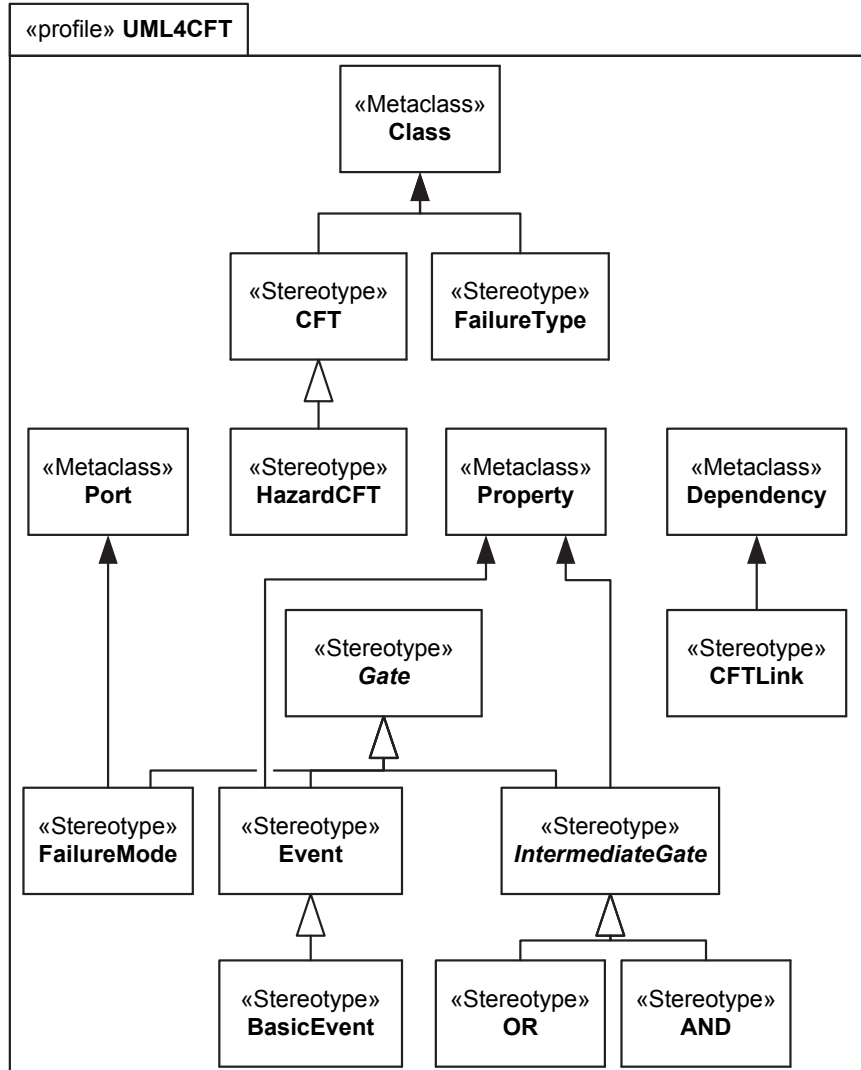 «profile» UML4CFT
«Metaclass»
Class
«Stereotype»
CFT
«Stereotype»
FailureType
«Metaclass»
Port
«Stereotype»
HazardCFT
«Metaclass»
Property
«Metaclass»
Dependency
«Stereotype»
Gate
«Stereotype»
CFTLink
«Stereotype»
FailureMode
«Stereotype»
Event
«Stereotype»
IntermediateGate
«Stereotype»
BasicEvent
«Stereotype»
OR
«Stereotype»
AND